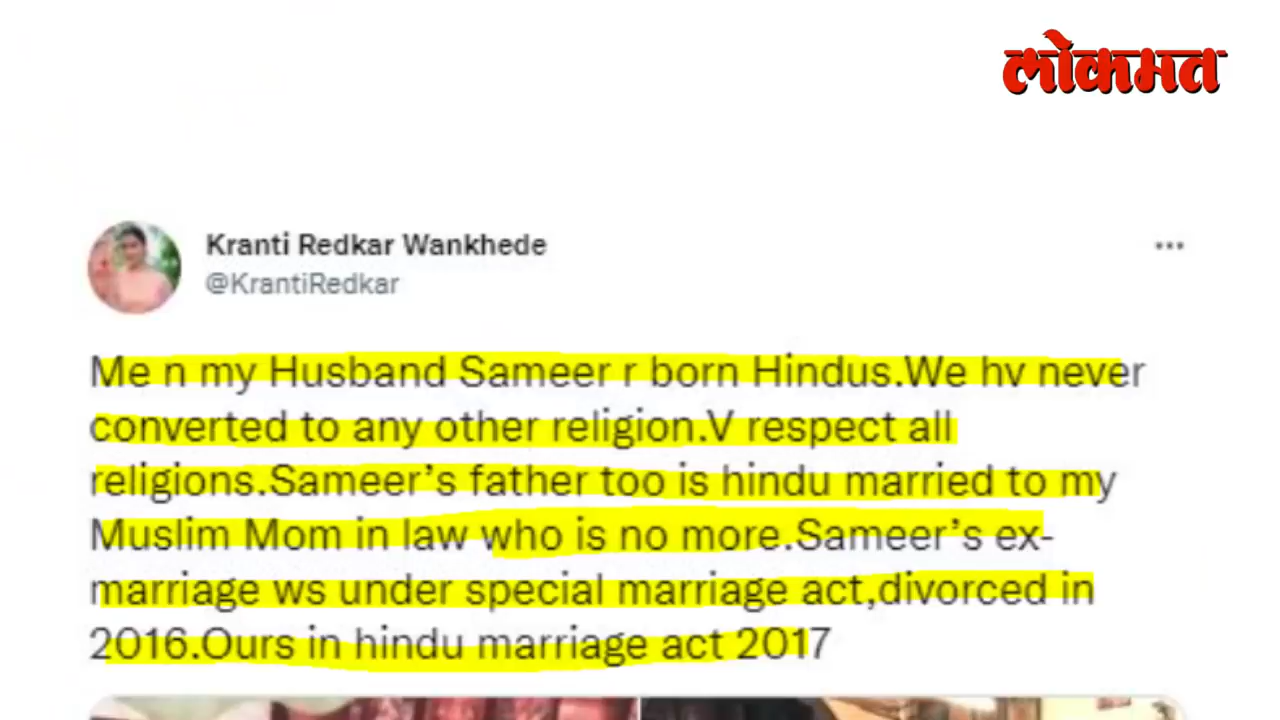 लोकमत
Kranti Redkar Wankhede
@KrantiRedkar
Me n my Husband Sameer r born Hindus.We hv never
converted to any other religion.V respect all
religions.Sameer’s father too is hindu married to my
Muslim Mom in law who is no more.Sameer’s ex-
marriage ws under special marriage act,divorced in
2016.Ours in hindu marriage act 2017